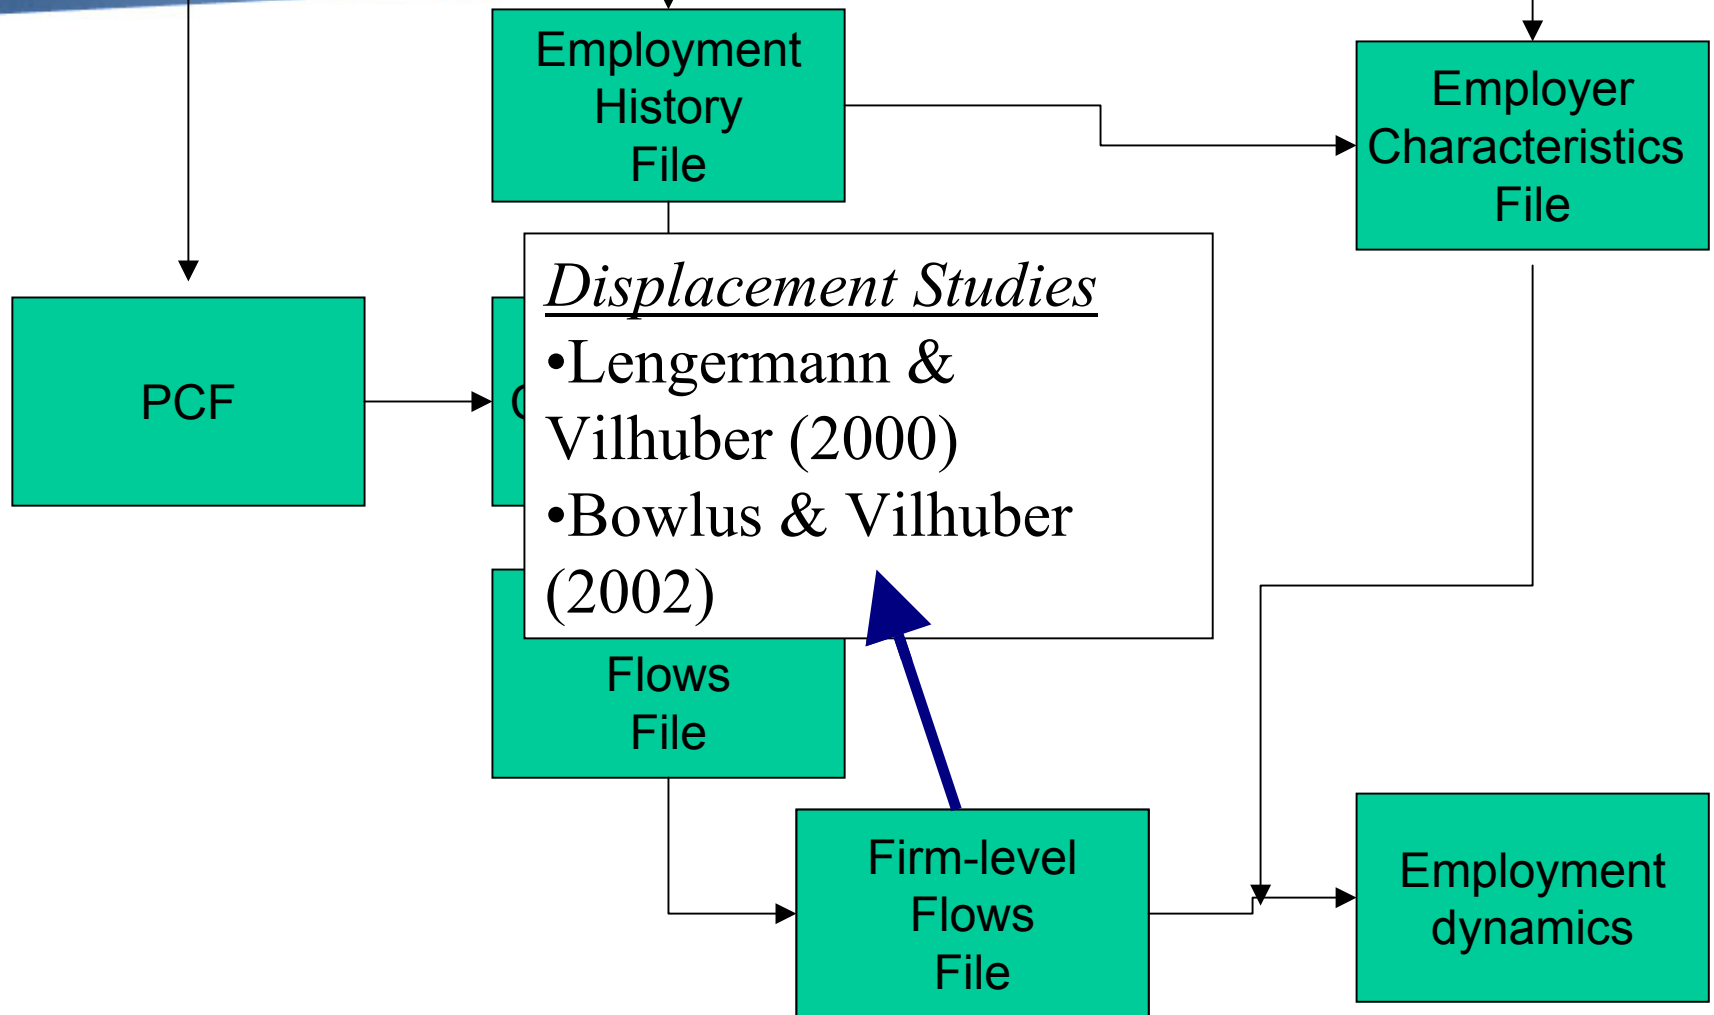 Employment
History
File
Employer
Characteristics
File
Displacement Studies
•Lengermann &
Vilhuber (2000)
•Bowlus & Vilhuber
(2002)
PCF
Flows
File
Firm-level
Flows
File
Employment
dynamics